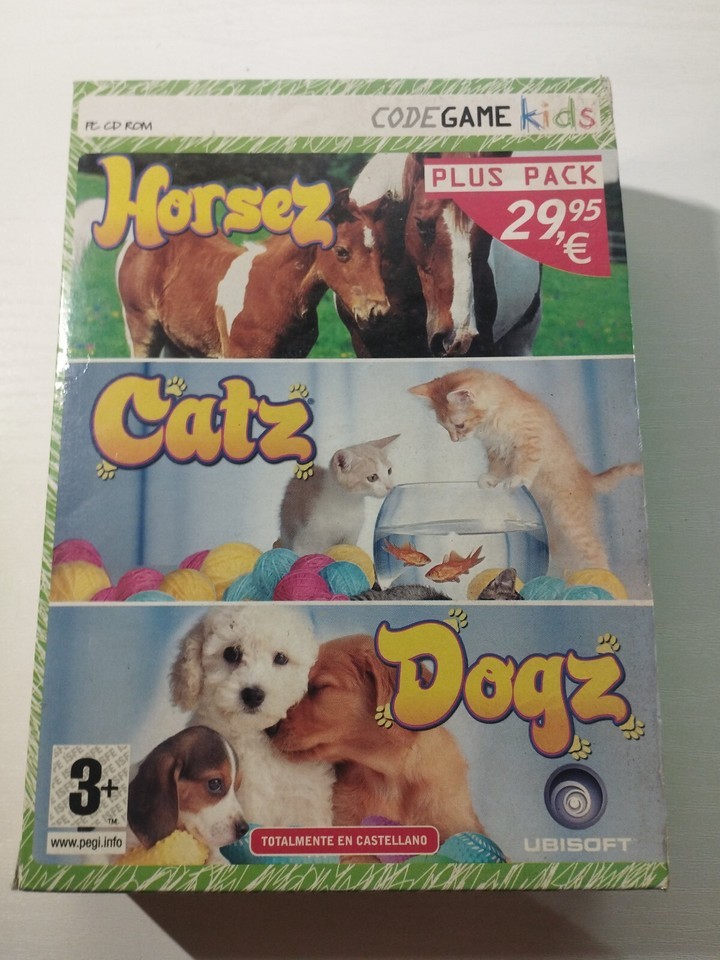 PC CD ROM
CODEGAME kids
PLUS PACK
29,95 €
Horsez
Catz
Dogz
3+
™
www.pegi.info
TOTALMENTE EN CASTELLANO
UBISOFT